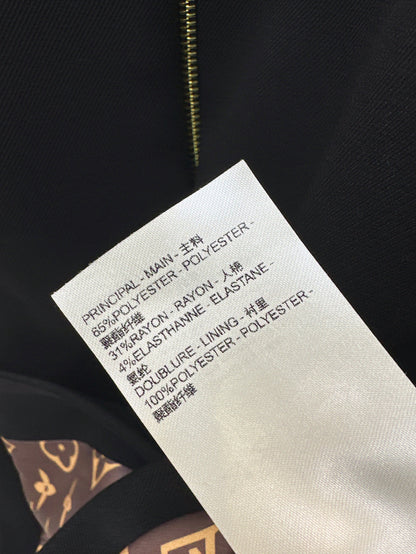 PRINCIPAL - MAIN - 主料
65%POLYESTER - POLYESTER -
聚酯纤维
31%RAYON - RAYON - 人棉
4%ELASTHANNE - ELASTANE -
氨纶
DOUBLURE - LINING - 衬里
100%POLYESTER - POLYESTER -
聚酯纤维